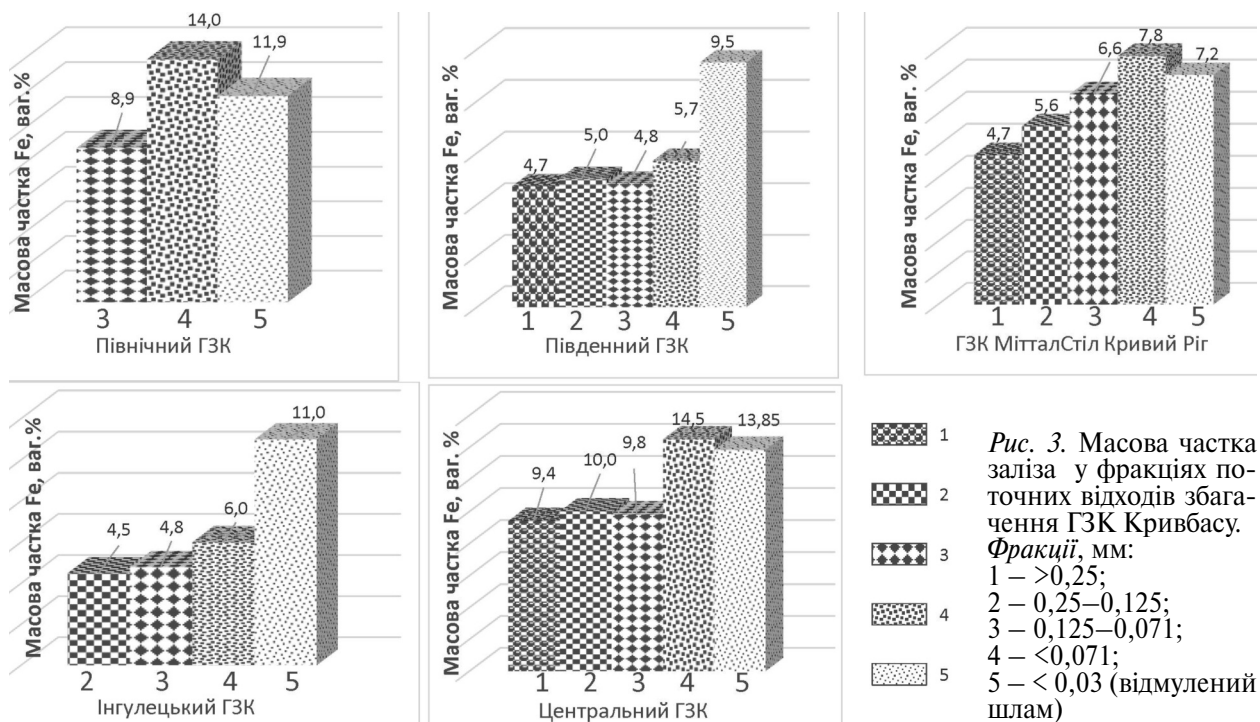 Масова частка Fe, ваг.%
8,9
14,0
11,9
3 4 5
Північний ГЗК
Масова частка Fe, ваг. %
4,7
5,0
4,8
5,7
9,5
1 2 3 4 5
Південний ГЗК
Масова частка Fe, ваг. %
4,7
5,6
6,6
7,8
7,2
1 2 3 4 5
ГЗК МітталСтіл Кривий Ріг
Масова частка Fe, ваг.%
4,5
4,8
6,0
11,0
2 3 4 5
Інгулецький ГЗК
Масова частка Fe, ваг. %
9,4
10,0
9,8
14,5
13,85
1 2 3 4 5
Центральний ГЗК
1
2
3
4
5
Рис. 3. Масова частка
заліза у фракціях по-
точних відходів збага-
чення ГЗК Кривбасу.
Фракції, мм:
1 – >0,25;
2 – 0,25–0,125;
3 – 0,125–0,071;
4 – <0,071;
5 – < 0,03 (відмулений
шлам)